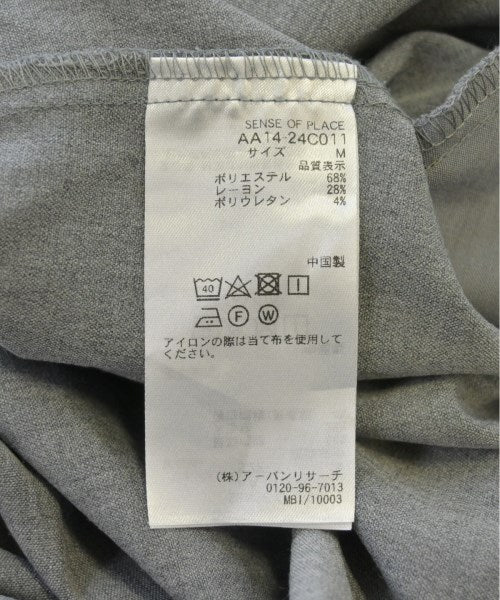 SENSE OF PLACE
AA14-24C011
サイズ M
品質表示
ポリエステル 68%
レーヨン 28%
ポリウレタン 4%
中国製
40
F W
アイロンの際は当て布を使用して
ください。
(株)アーバンリサーチ
0120-96-7013
MBI/10003